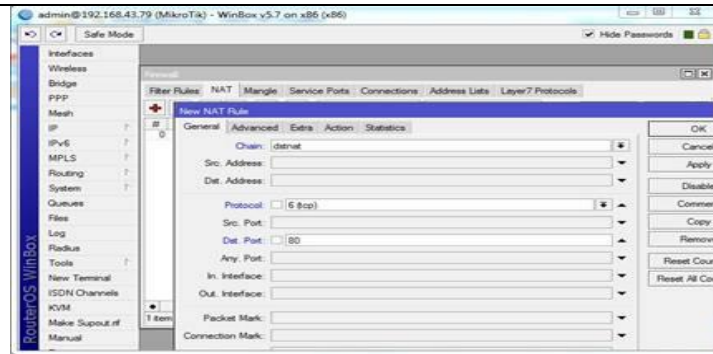 admin@192.168.43.79 (MikroTik) - WinBox v5.7 on x86 (x86)
Safe Mode
Hide Passwords
Interfaces
Wireless
Bridge
PPP
Mesh
IP
IPv6
MPLS
Routing
System
Queues
Files
Log
Radius
Tools
New Terminal
ISDN Channels
KVM
Make Supout.rif
Manual
RouterOS WinBox
Firewall
Filter Rules NAT Mangle Service Ports Connections Address Lists Layer7 Protocols
#
0
1 item
New NAT Rule
General Advanced Extra Action Statistics
Chain: dstnat
Src. Address:
Dst. Address:
Protocol: 6 (tcp)
Src. Port:
Dst. Port: 80
Any. Port:
In. Interface:
Out. Interface:
Packet Mark:
Connection Mark:
OK
Cancel
Apply
Disable
Commen
Copy
Remov
Reset Cour
Reset All Co